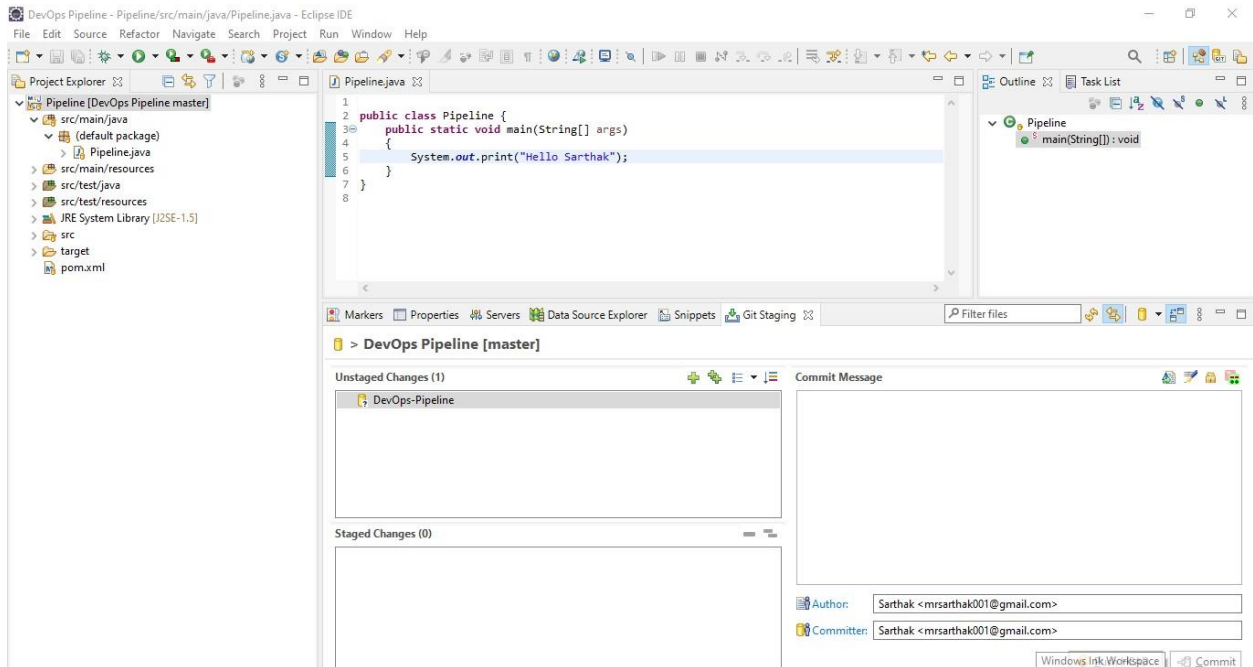 DevOps Pipeline - Pipeline/src/main/java/Pipeline.java - Eclipse IDE
File Edit Source Refactor Navigate Search Project Run Window Help
Project Explorer
Pipeline [DevOps Pipeline master]
src/main/java
(default package)
Pipeline.java
src/main/resources
src/test/java
src/test/resources
JRE System Library [J2SE-1.5]
src
target
pom.xml
Pipeline.java
1
2 public class Pipeline {
3 public static void main(String[] args)
4 {
5 System.out.print("Hello Sarthak");
6 }
7 }
8
Outline Task List
Pipeline
main(String[]) : void
Markers Properties Servers Data Source Explorer Snippets Git Staging
Filter files
> DevOps Pipeline [master]
Unstaged Changes (1)
DevOps-Pipeline
Staged Changes (0)
Commit Message
Author: Sarthak <mrsarthak001@gmail.com>
Committer: Sarthak <mrsarthak001@gmail.com>
Windows Ink Workspace Commit